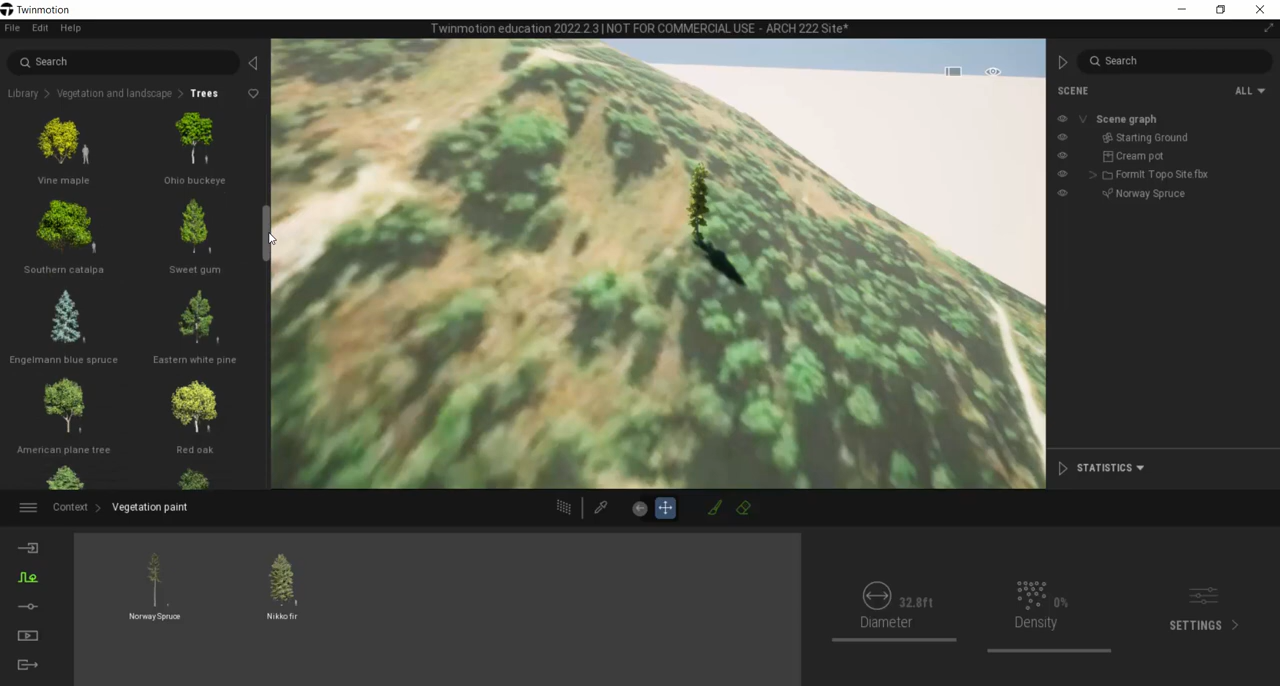 Twinmotion
File Edit Help
Twinmotion education 2022.2.3 | NOT FOR COMMERCIAL USE - ARCH 222 Site*
Search
Library > Vegetation and landscape > Trees
Vine maple
Ohio buckeye
Southern catalpa
Sweet gum
Engelmann blue spruce
Eastern white pine
American plane tree
Red oak
Search
SCENE
ALL
Scene graph
Starting Ground
Cream pot
FormIt Topo Site.fbx
Norway Spruce
STATISTICS
Context > Vegetation paint
Norway Spruce
Nikko fir
32.8ft
Diameter
0%
Density
SETTINGS >